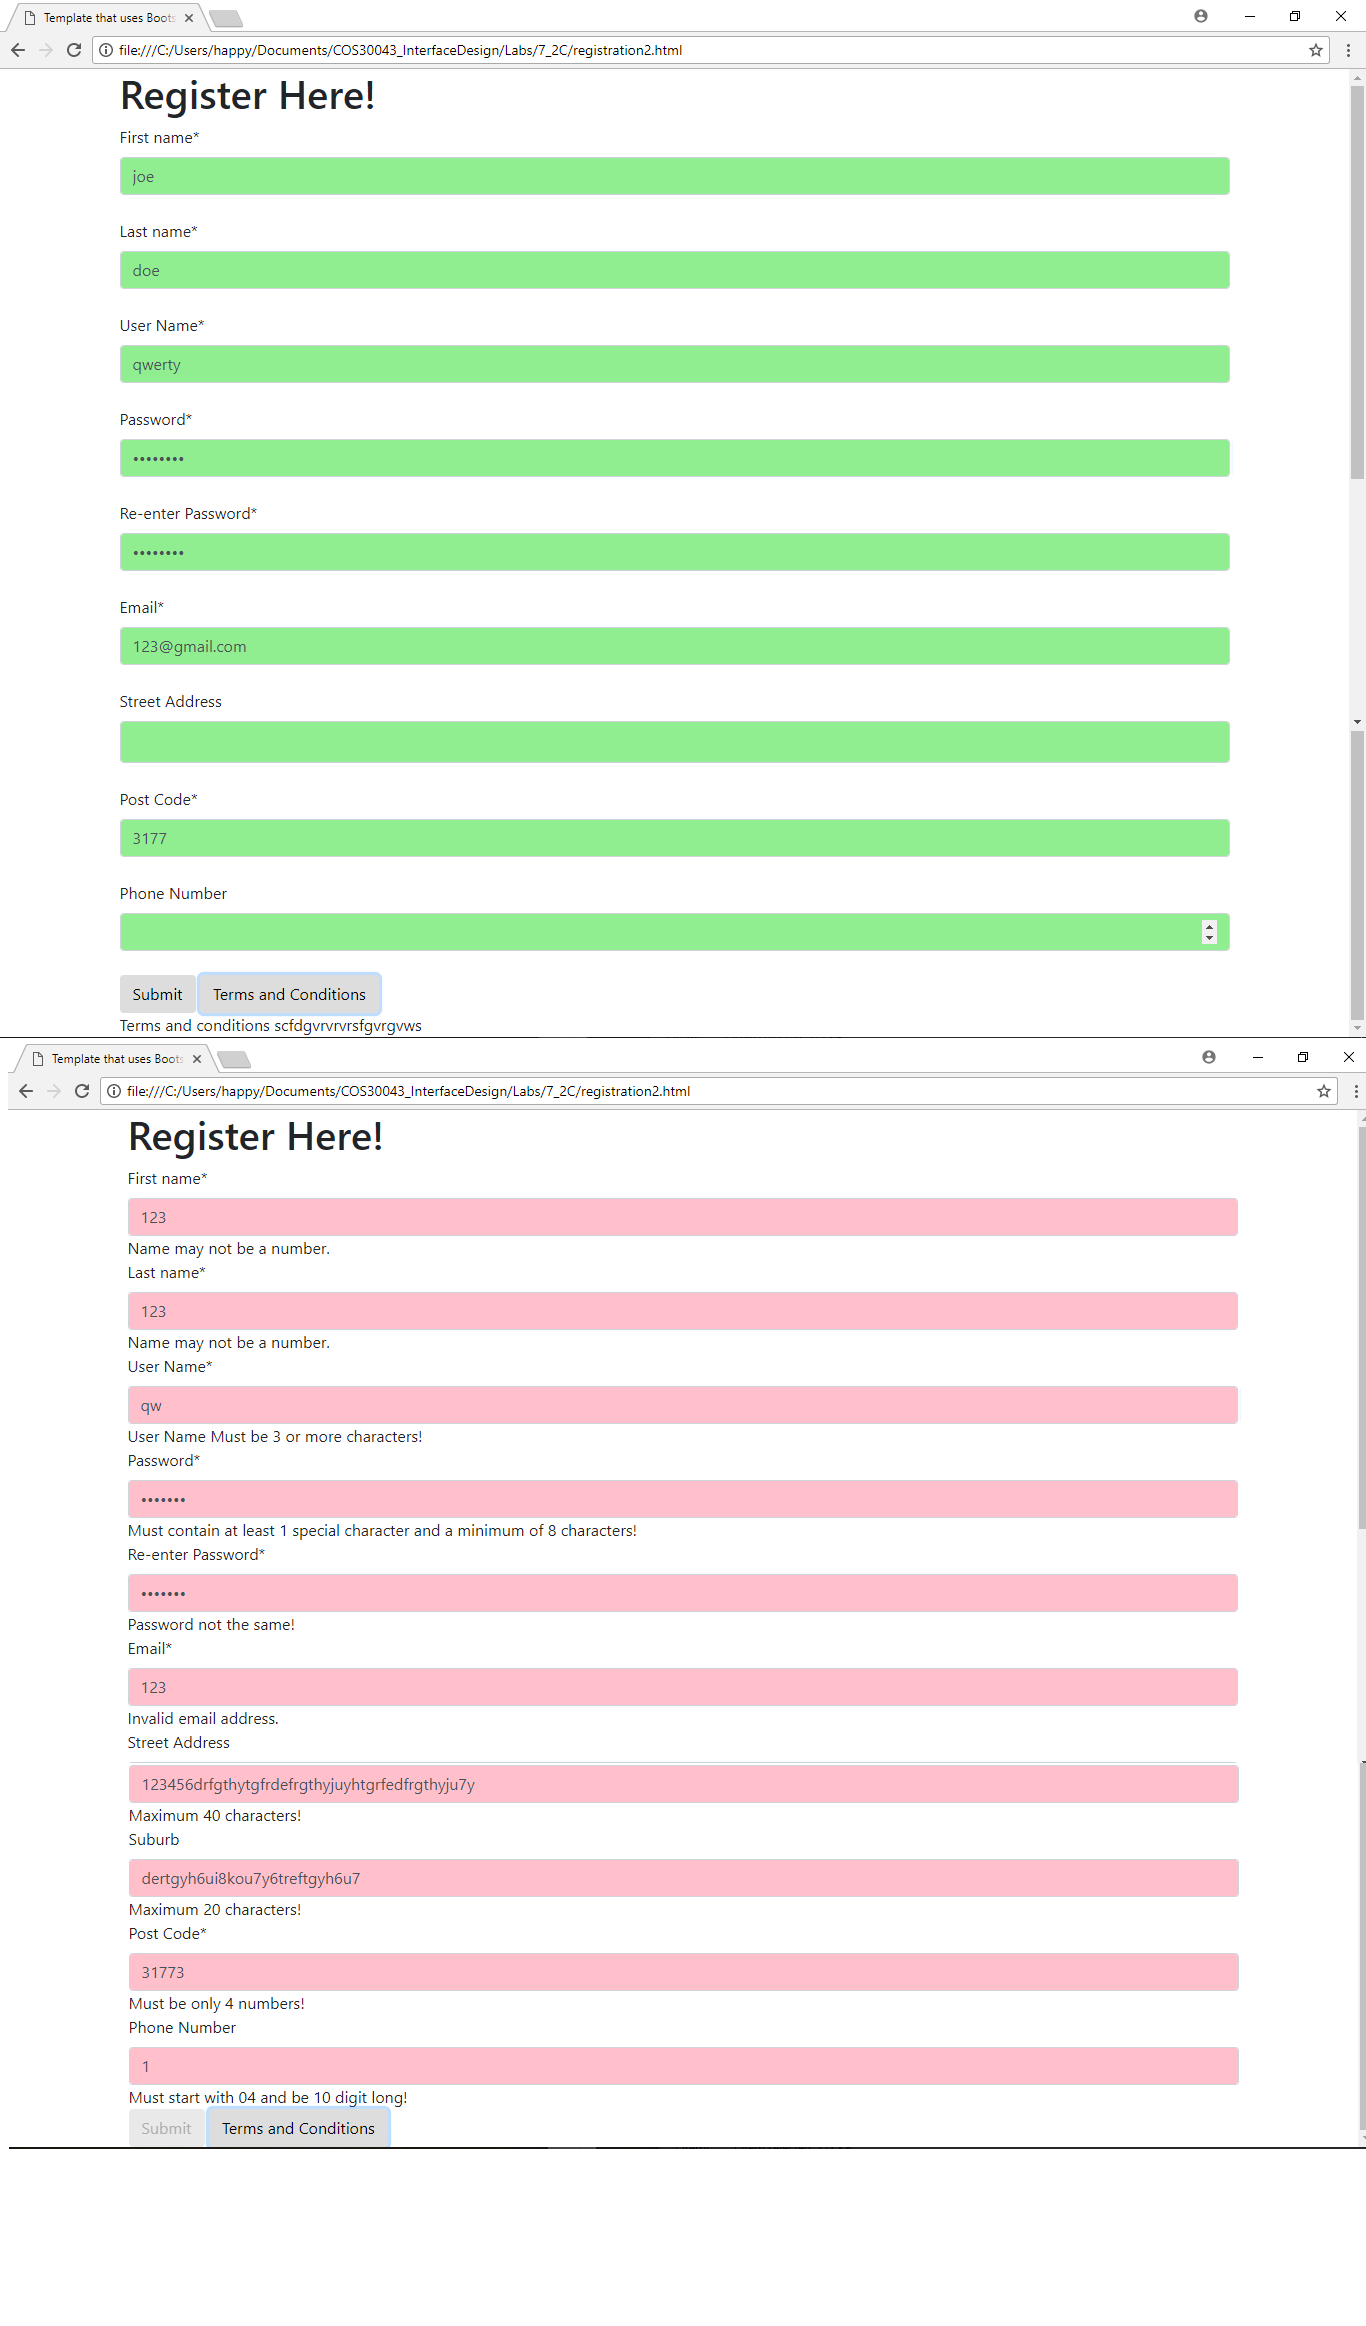 Template that uses Boots
file:///C:/Users/happy/Documents/COS30043_InterfaceDesign/Labs/7_2C/registration2.html
Register Here!
First name*
joe
Last name*
doe
User Name*
qwerty
Password*
••••••••
Re-enter Password*
••••••••
Email*
123@gmail.com
Street Address
Post Code*
3177
Phone Number
Submit Terms and Conditions
Terms and conditions scfdgvrvrvrsfgvrgvws
Template that uses Boots
file:///C:/Users/happy/Documents/COS30043_InterfaceDesign/Labs/7_2C/registration2.html
Register Here!
First name*
123
Name may not be a number.
Last name*
123
Name may not be a number.
User Name*
qw
User Name Must be 3 or more characters!
Password*
•••••••
Must contain at least 1 special character and a minimum of 8 characters!
Re-enter Password*
•••••••
Password not the same!
Email*
123
Invalid email address.
Street Address
123456drfgthytgfrdefrgthyjuyhtgrfedfrgthyju7y
Maximum 40 characters!
Suburb
dertgyh6ui8kou7y6treftgyh6u7
Maximum 20 characters!
Post Code*
31773
Must be only 4 numbers!
Phone Number
1
Must start with 04 and be 10 digit long!
Submit Terms and Conditions